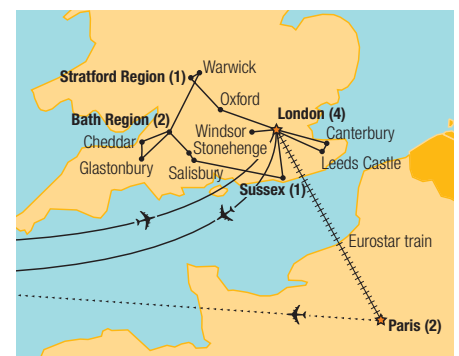 Warwick
Stratford Region (1)
Oxford
London (4)
Bath Region (2)
Windsor
Canterbury
Cheddar
Stonehenge
Leeds Castle
Glastonbury
Salisbury
Sussex (1)
Eurostar train
Paris (2)